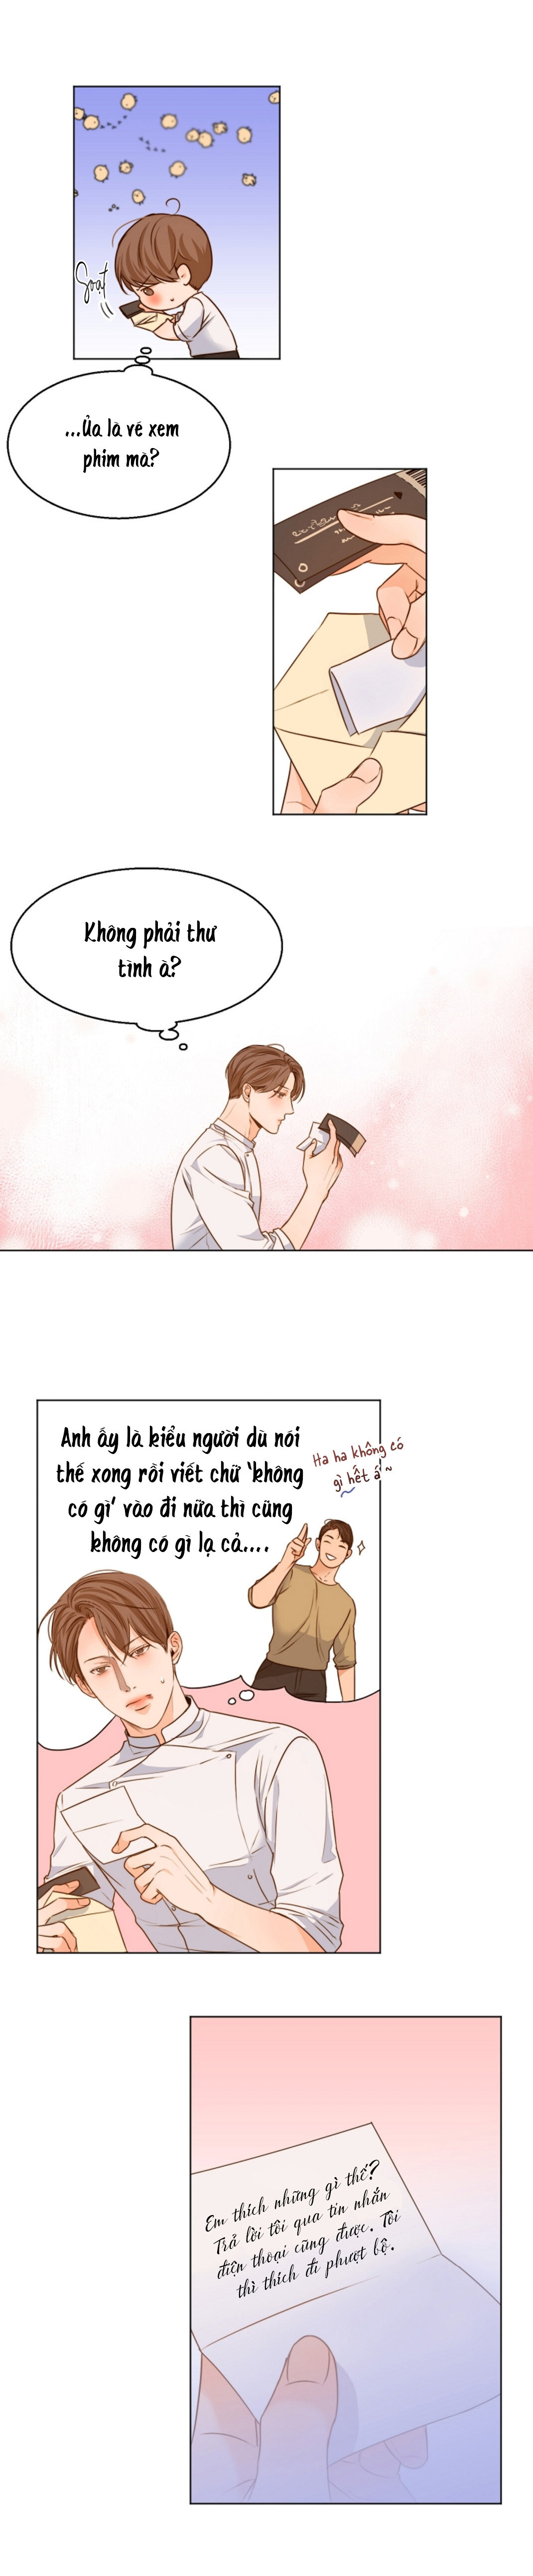 Soạt
...Ủa là vé xem
phim mà?
Không phải thư
tình à?
Anh ấy là kiểu người dù nói
thế xong rồi viết chữ 'không
có gì' vào đi nữa thì cũng
không có gì lạ cả....
Ha ha không có
gì hết á~
Em thích những gì thế?
Trả lời tôi qua tin nhắn
điện thoại cũng được. Tôi
thì thích đi phượt bộ.